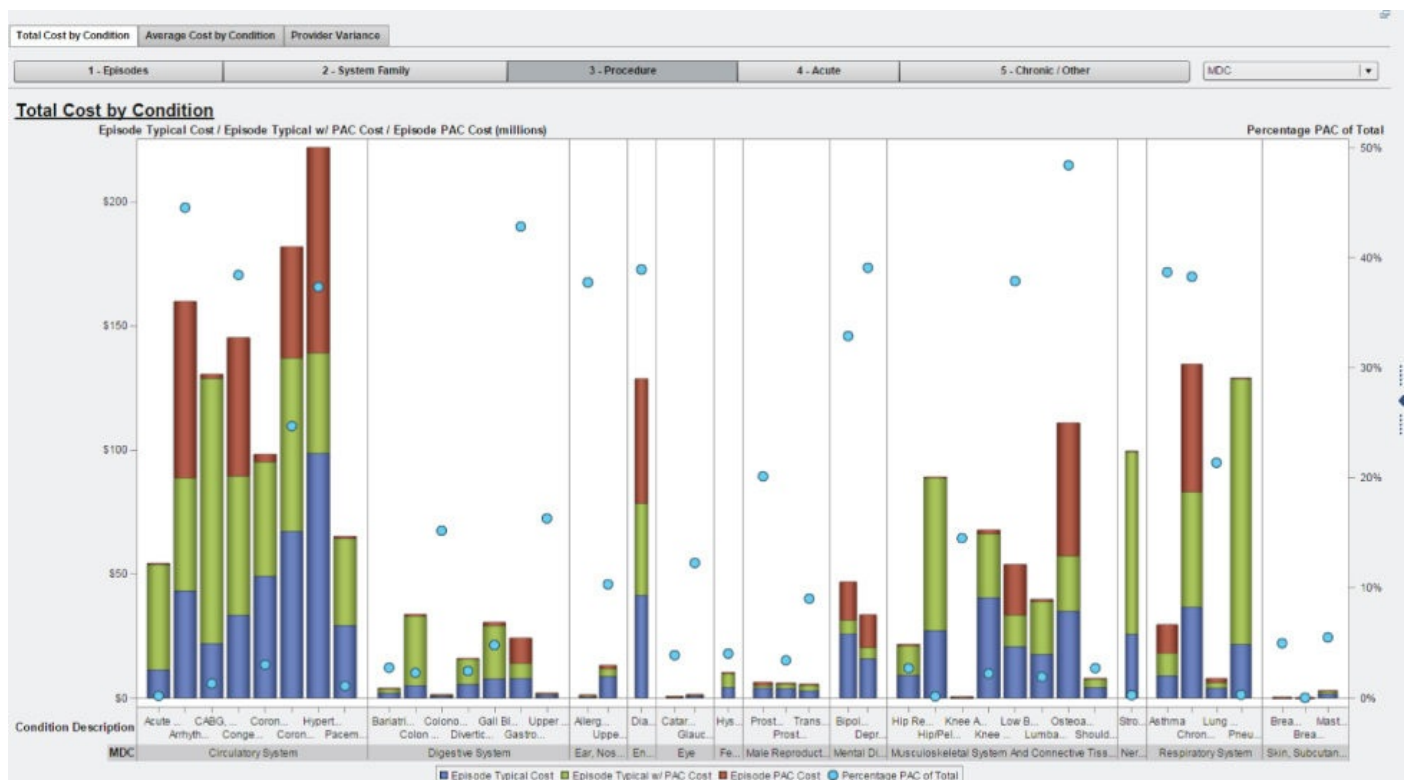 Total Cost by Condition Average Cost by Condition Provider Variance
1 - Episodes 2 - System Family 3 - Procedure 4 - Acute 5 - Chronic / Other MDC
Total Cost by Condition
Episode Typical Cost / Episode Typical w/ PAC Cost / Episode PAC Cost (millions) Percentage PAC of Total
50%
$200
40%
$150
30%
$100
20%
$50
10%
$0 0%
Acute ... CABG, ... Coron... Hypert... Bariatri... Colono... Gall Bl... Upper ... Allerg... Dia... Catar... Hys... Prost... Trans... Bipol... Hip Re... Knee A... Low B... Osteoa... Stro... Asthma Lung ... Brea... Mast...
Condition Description Arrhyth... Conge... Coron... Pacem... Colon ... Divertic... Gastro... Uppe... Glauc... Prost... Depr... Hip/Pel... Knee ... Lumba... Should... Chron... Pneu... Brea...
MDC Circulatory System Digestive System Ear, Nos... En... Eye Fe... Male Reproduct... Mental Di... Musculoskeletal System And Connective Tiss... Ner... Respiratory System Skin, Subcutan...
Episode Typical Cost Episode Typical w/ PAC Cost Episode PAC Cost Percentage PAC of Total